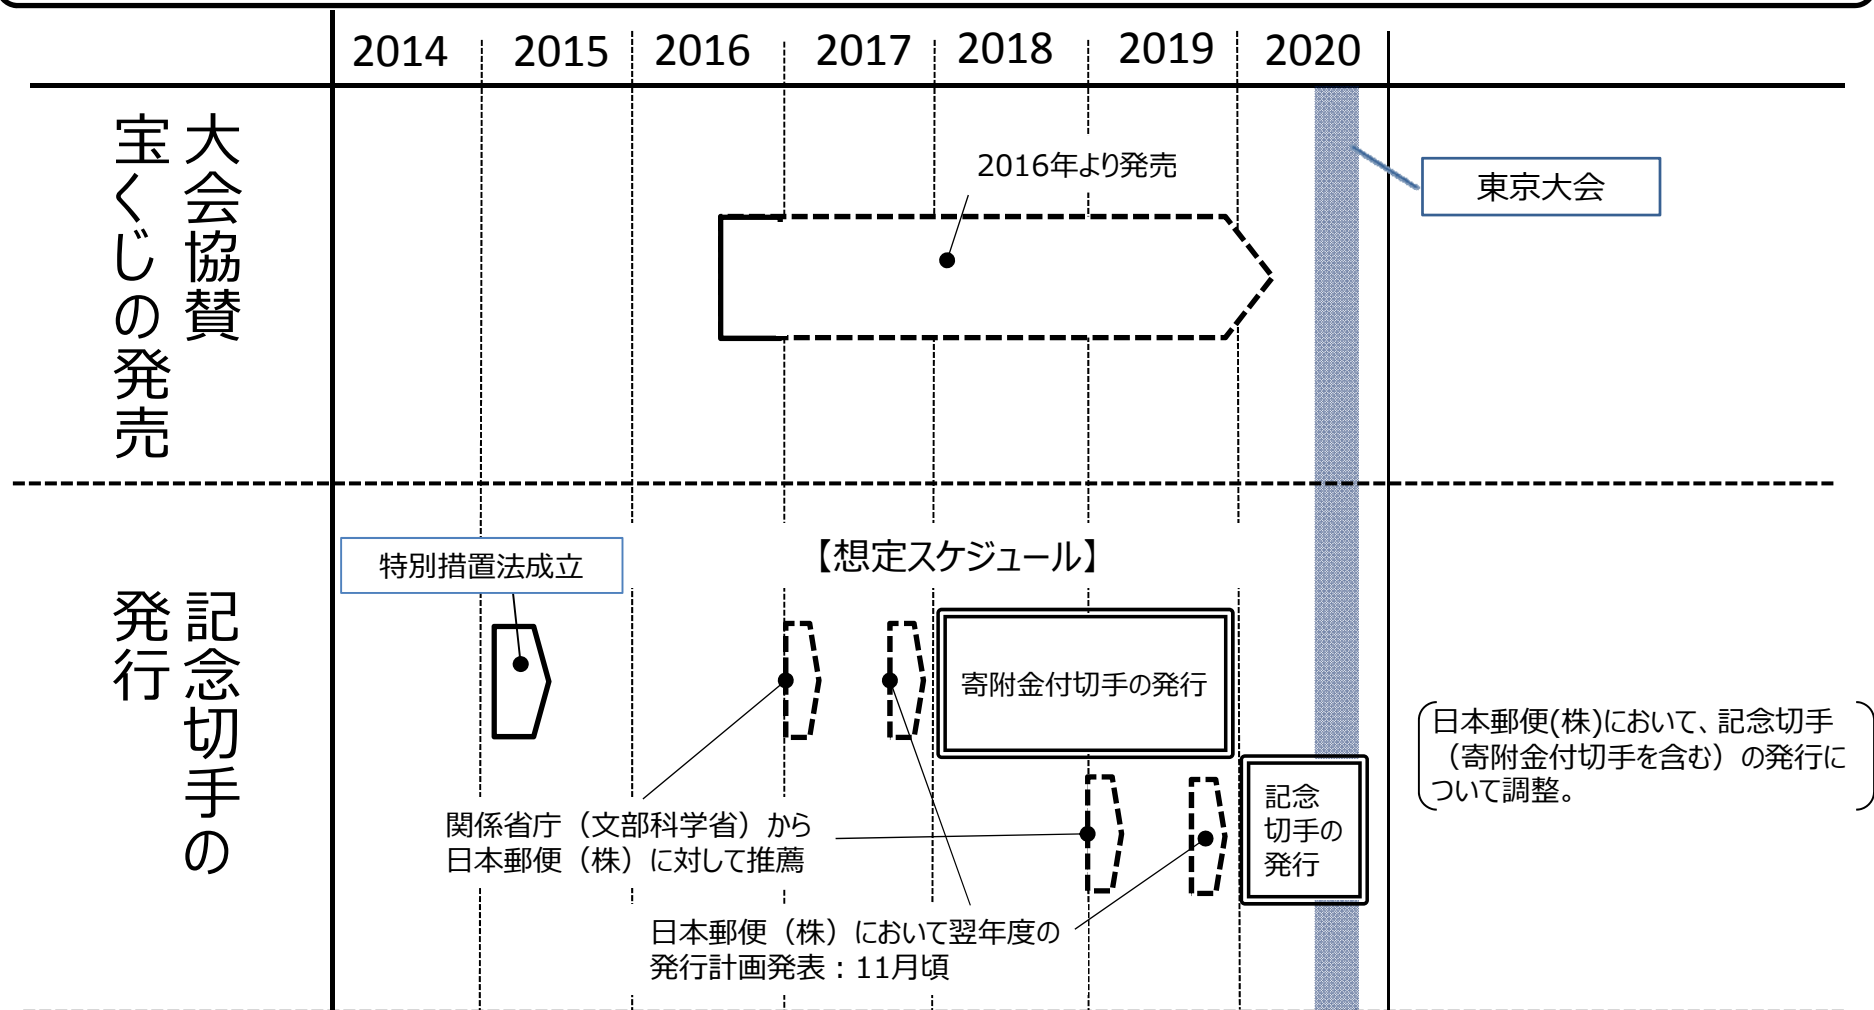 2014 2015 2016 2017 2018 2019 2020
大会協賛
宝くじの発売
2016年より発売
東京大会
記念切手の
発行
特別措置法成立
【想定スケジュール】
寄附金付切手の発行
記念
切手の
発行
関係省庁（文部科学省）から
日本郵便（株）に対して推薦
日本郵便（株）において翌年度の
発行計画発表：11月頃
日本郵便(株)において、記念切手
（寄附金付切手を含む）の発行に
ついて調整。